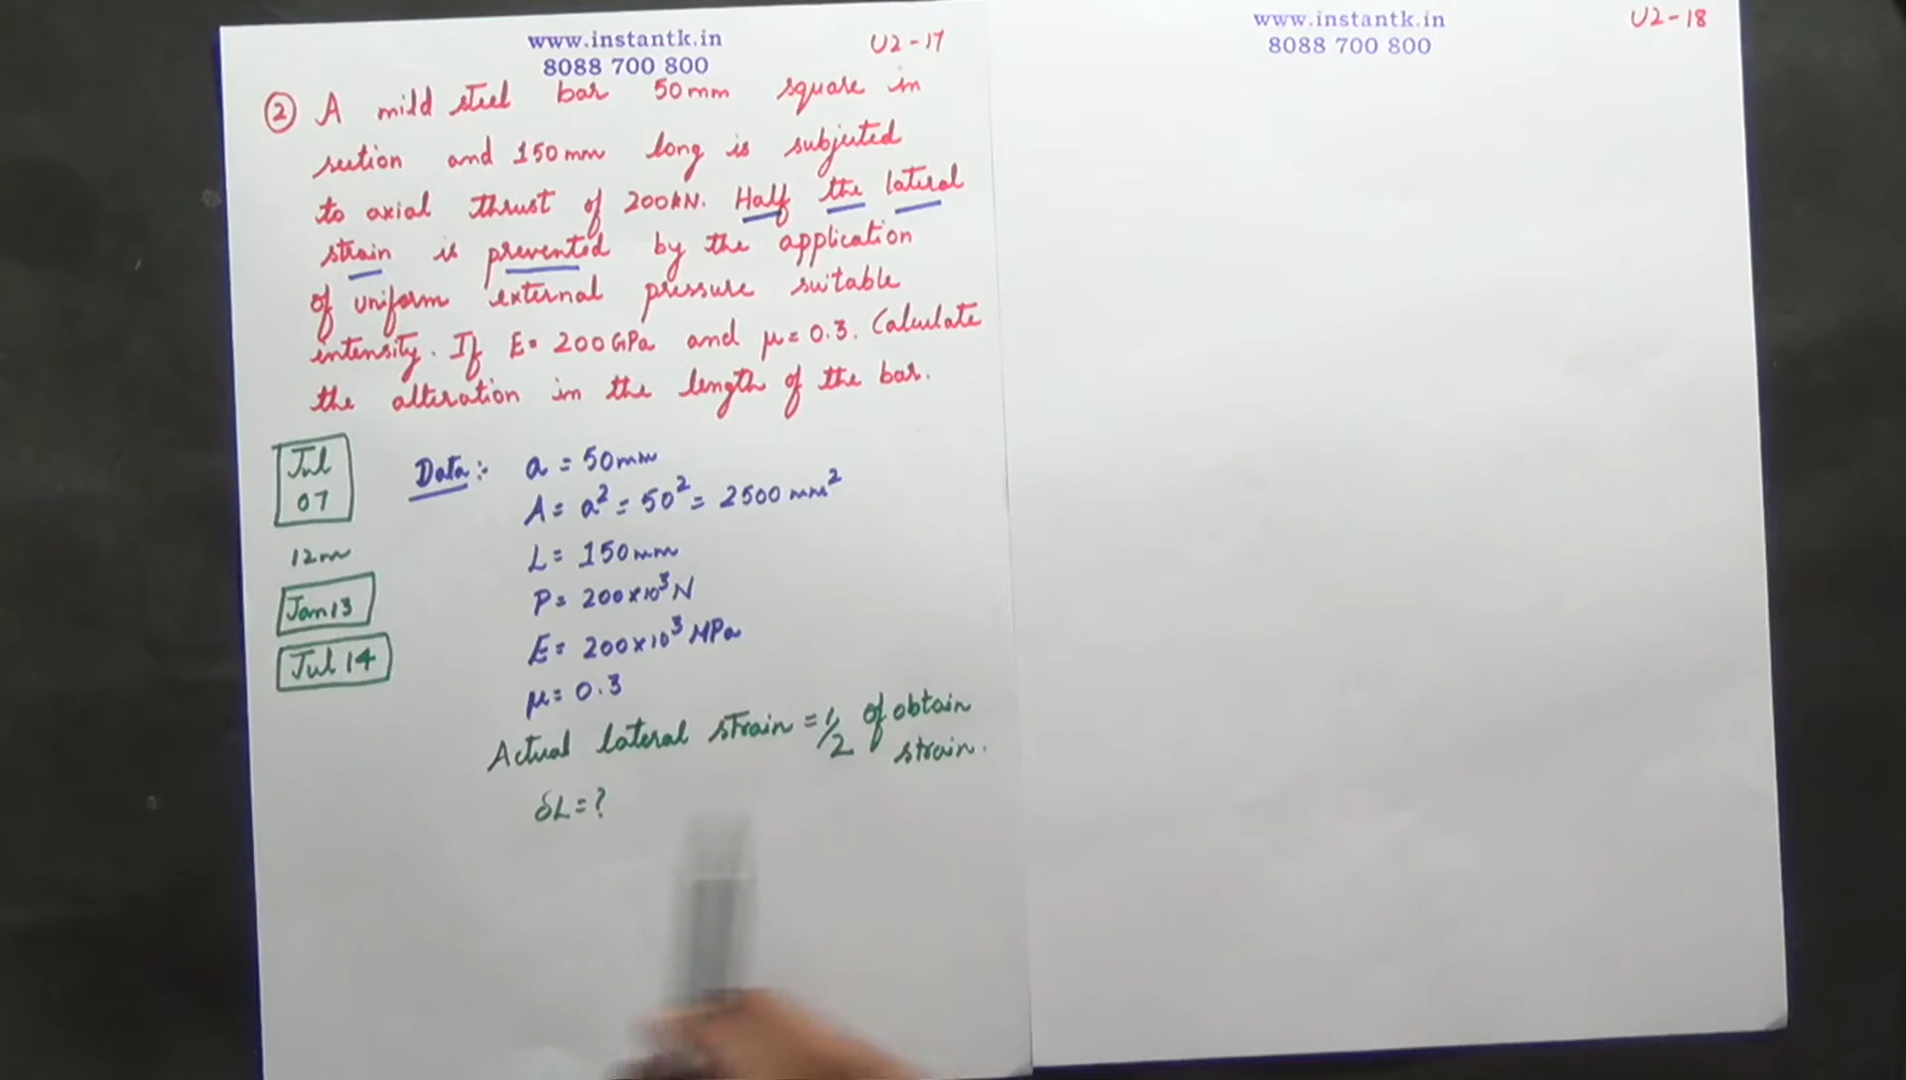 www.instantk.in
8088 700 800
U2-17
② A mild steel bar 50mm square in
section and 150mm long is subjected
to axial thrust of 200kN. Half the lateral
strain is prevented by the application
of uniform external pressure suitable
intensity. If E= 200GPa and μ= 0.3. Calculate
the alteration in the length of the bar.
Jul
07
12m
Jan13
Jul 14
Data:- a = 50mm
A= a² = 50² = 2500 mm²
L= 150mm
P= 200×10³N
E= 200×10³MPa
μ= 0.3
Actual lateral strain = 1/2 of obtain
strain.
δL=?
www.instantk.in
8088 700 800
U2-18